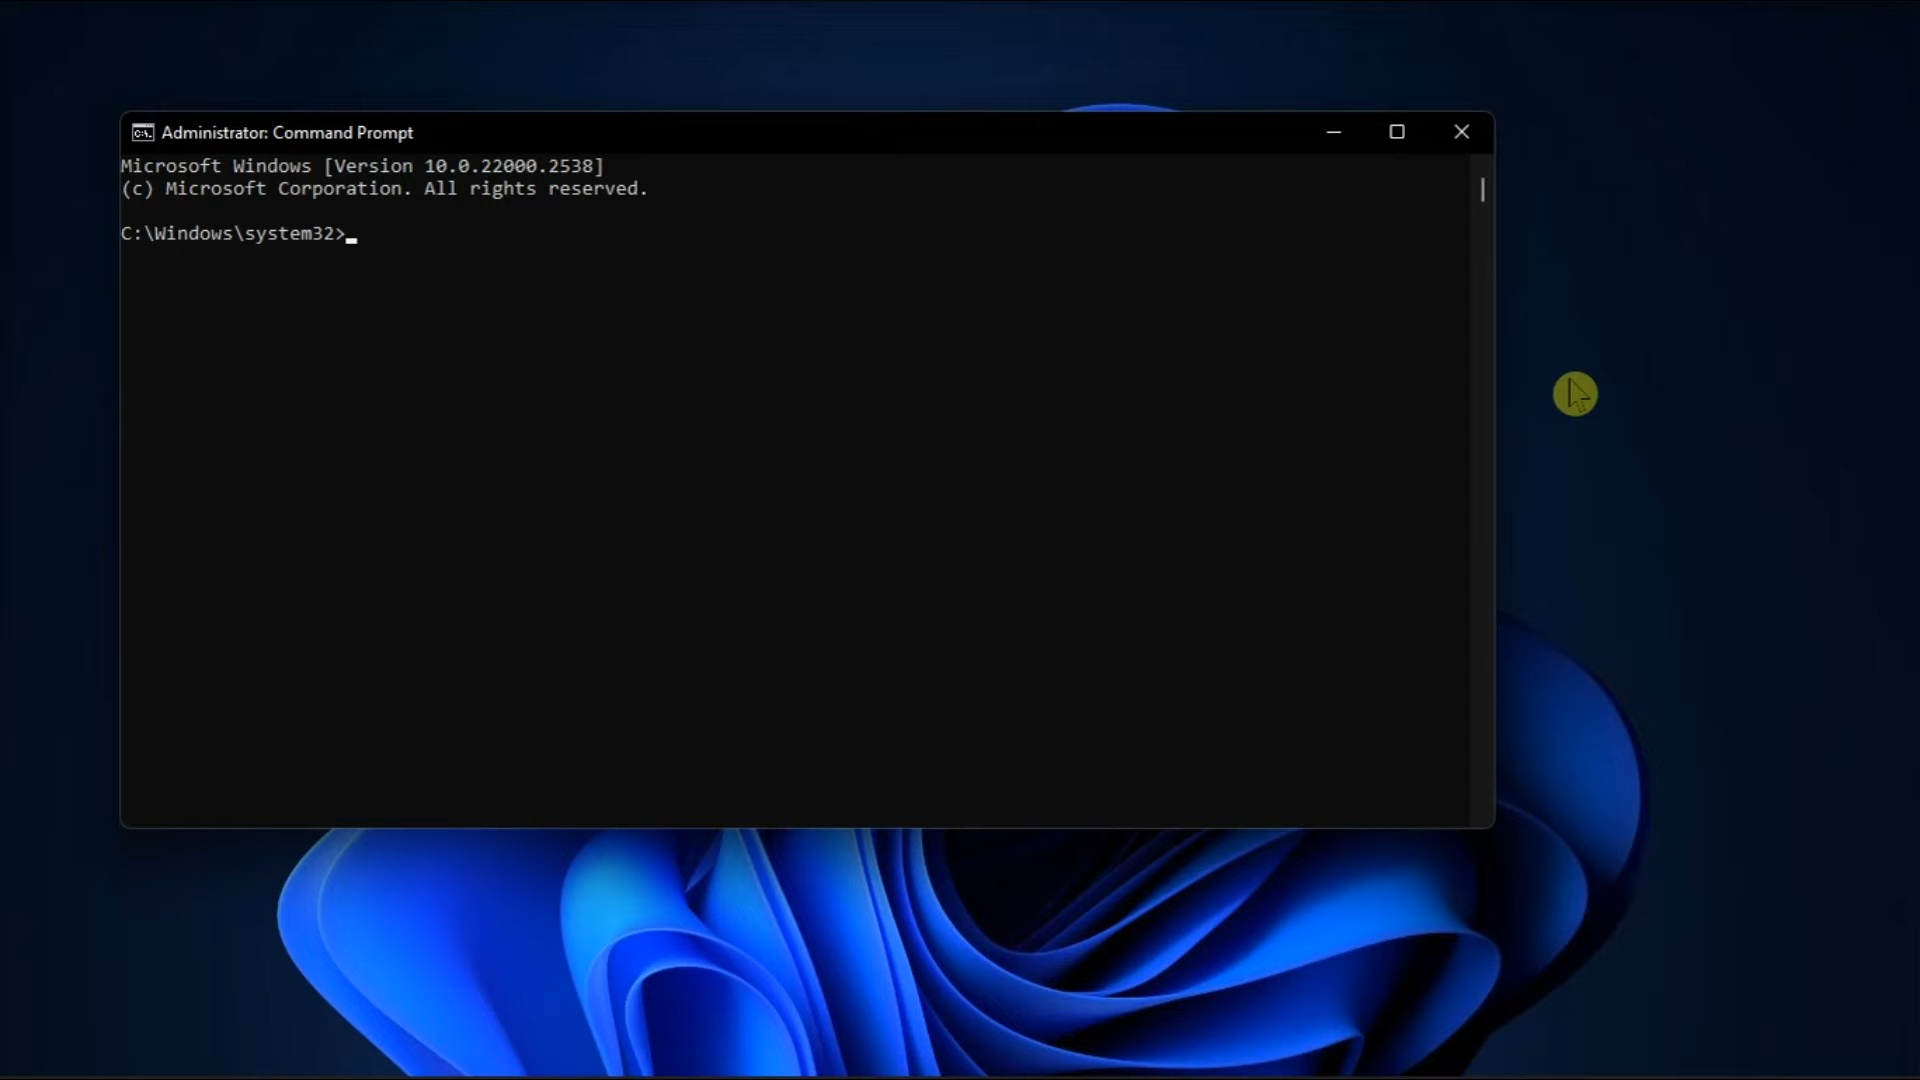 Administrator: Command Prompt
Microsoft Windows [Version 10.0.22000.2538]
(c) Microsoft Corporation. All rights reserved.
C:\Windows\system32>